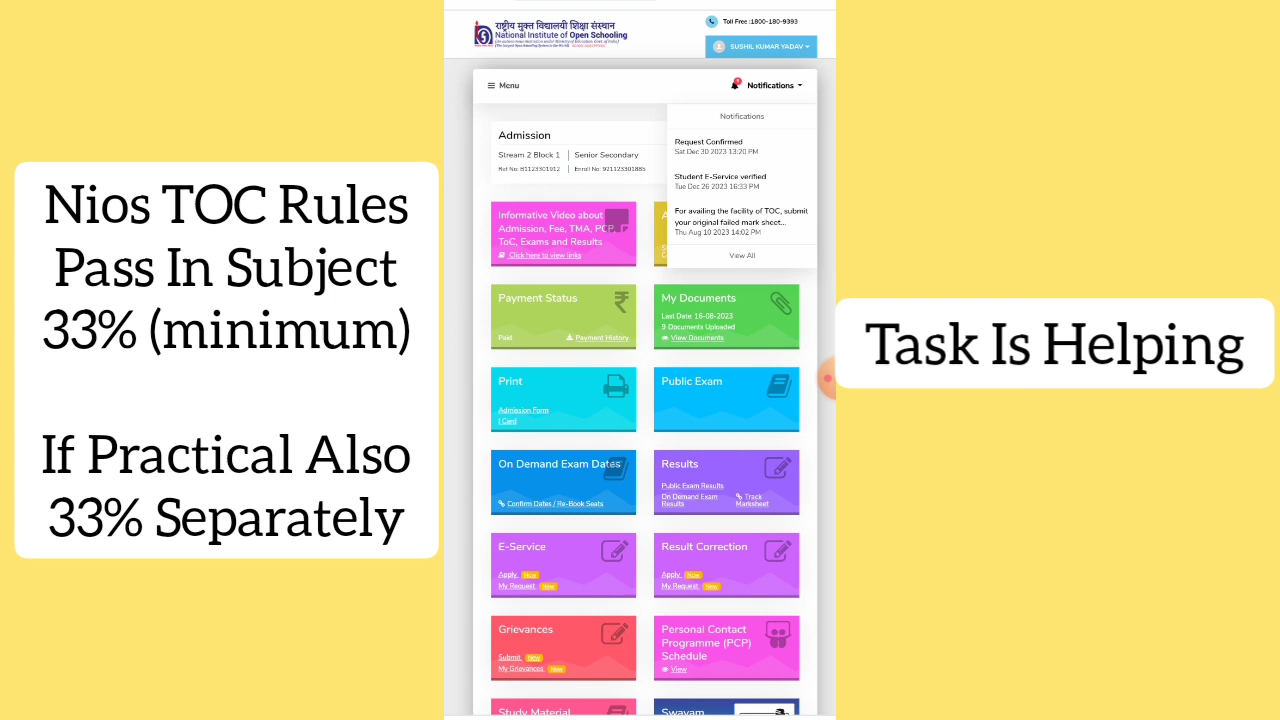 Nios TOC Rules
Pass In Subject
33% (minimum)
If Practical Also
33% Separately
राष्ट्रीय मुक्त विद्यालयी शिक्षा संस्थान
National Institute of Open Schooling
Toll Free :1800-180-9393
SUSHIL KUMAR YADAV
Menu
Notifications
Notifications
Request Confirmed
Sat Dec 30 2023 13:20 PM
Student E-Service verified
Tue Dec 26 2023 16:33 PM
For availing the facility of TOC, submit
your original failed mark sheet...
Thu Aug 10 2023 14:02 PM
View All
Admission
Stream 2 Block 1 | Senior Secondary
Ref No: B1123301912 | Enroll No: 921123301885
Informative Video about
Admission, Fee, TMA, PCP,
ToC, Exams and Results
Click here to view links
Payment Status
Paid
Payment History
My Documents
Last Date: 16-08-2023
9 Documents Uploaded
View Documents
Print
Admission Form
I Card
Public Exam
On Demand Exam Dates
Confirm Dates / Re-Book Seats
Results
Public Exam Results
On Demand Exam
Results
Track
Marksheet
E-Service
Apply New
My Request New
Result Correction
Apply New
My Request New
Grievances
Submit New
My Grievances New
Personal Contact
Programme (PCP)
Schedule
View
Study Material
Swayam
Task Is Helping